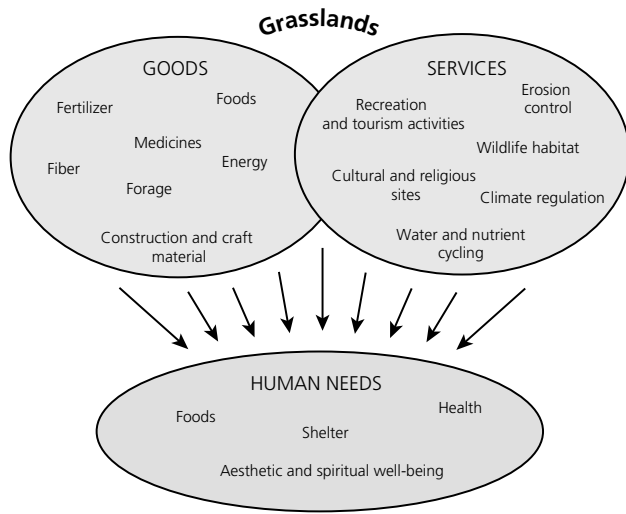 Grasslands
GOODS
Fertilizer
Foods
Medicines
Fiber
Energy
Forage
Construction and craft
material
SERVICES
Erosion
control
Recreation
and tourism activities
Wildlife habitat
Cultural and religious
sites
Climate regulation
Water and nutrient
cycling
HUMAN NEEDS
Foods
Health
Shelter
Aesthetic and spiritual well-being